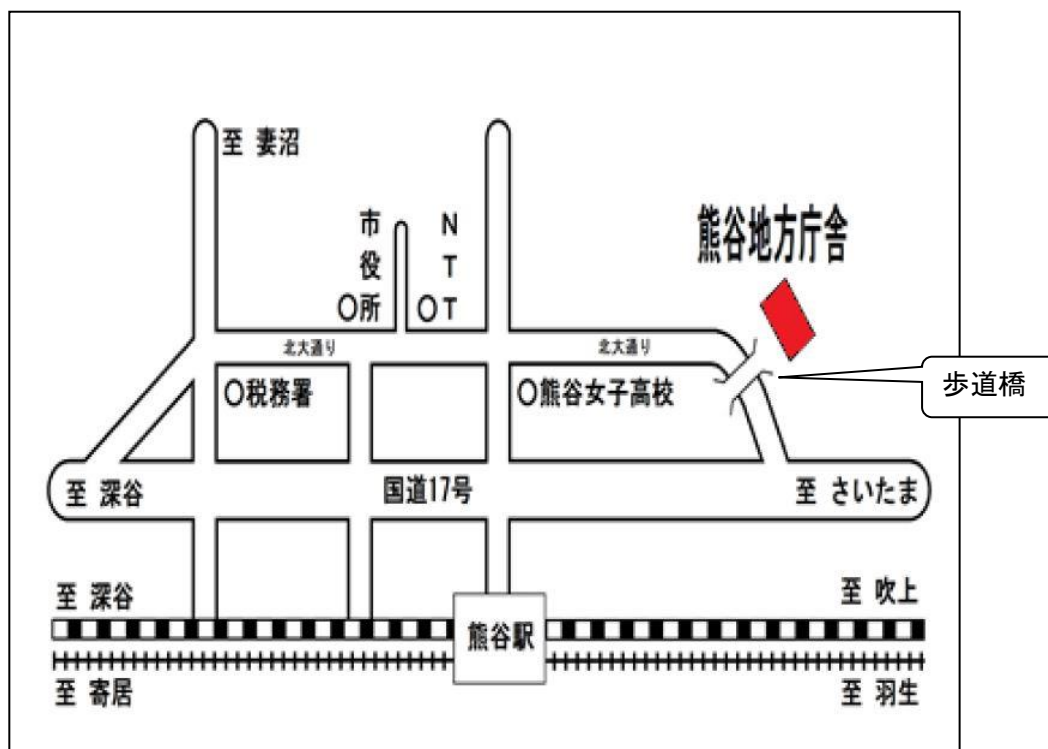 至 妻沼
市役所
NTT
熊谷地方庁舎
北大通り
北大通り
税務署
熊谷女子高校
歩道橋
至 深谷
国道17号
至 さいたま
至 深谷
至 吹上
熊谷駅
至 寄居
至 羽生